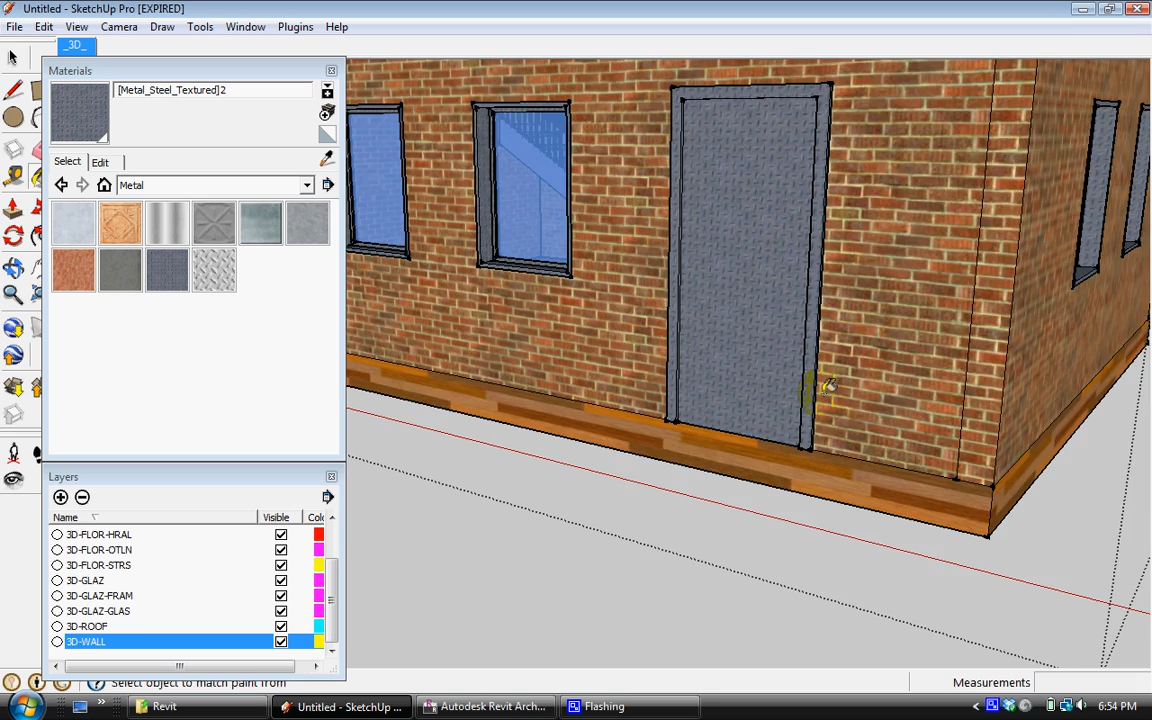 Untitled - SketchUp Pro [EXPIRED]
File Edit View Camera Draw Tools Window Plugins Help
_3D_
Materials
[Metal_Steel_Textured]2
Select Edit
Metal
Layers
Name Visible Colo
3D-FLOR-HRAL
3D-FLOR-OTLN
3D-FLOR-STRS
3D-GLAZ
3D-GLAZ-FRAM
3D-GLAZ-GLAS
3D-ROOF
3D-WALL
Select object to match paint from
Measurements
Revit
Untitled - SketchUp ...
Autodesk Revit Arch...
Flashing
6:54 PM